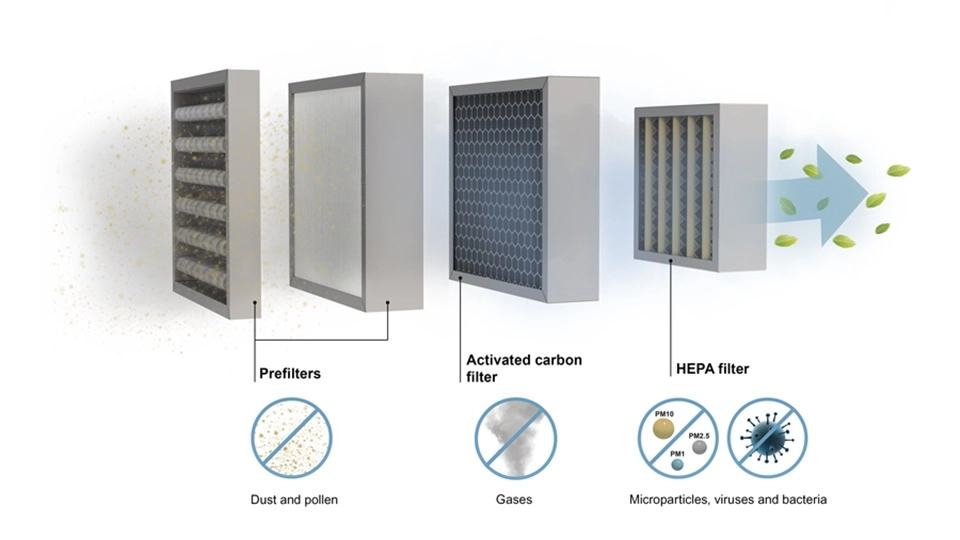 Prefilters
Activated carbon
filter
HEPA filter
PM10
PM2.5
PM1
Dust and pollen
Gases
Microparticles, viruses and bacteria